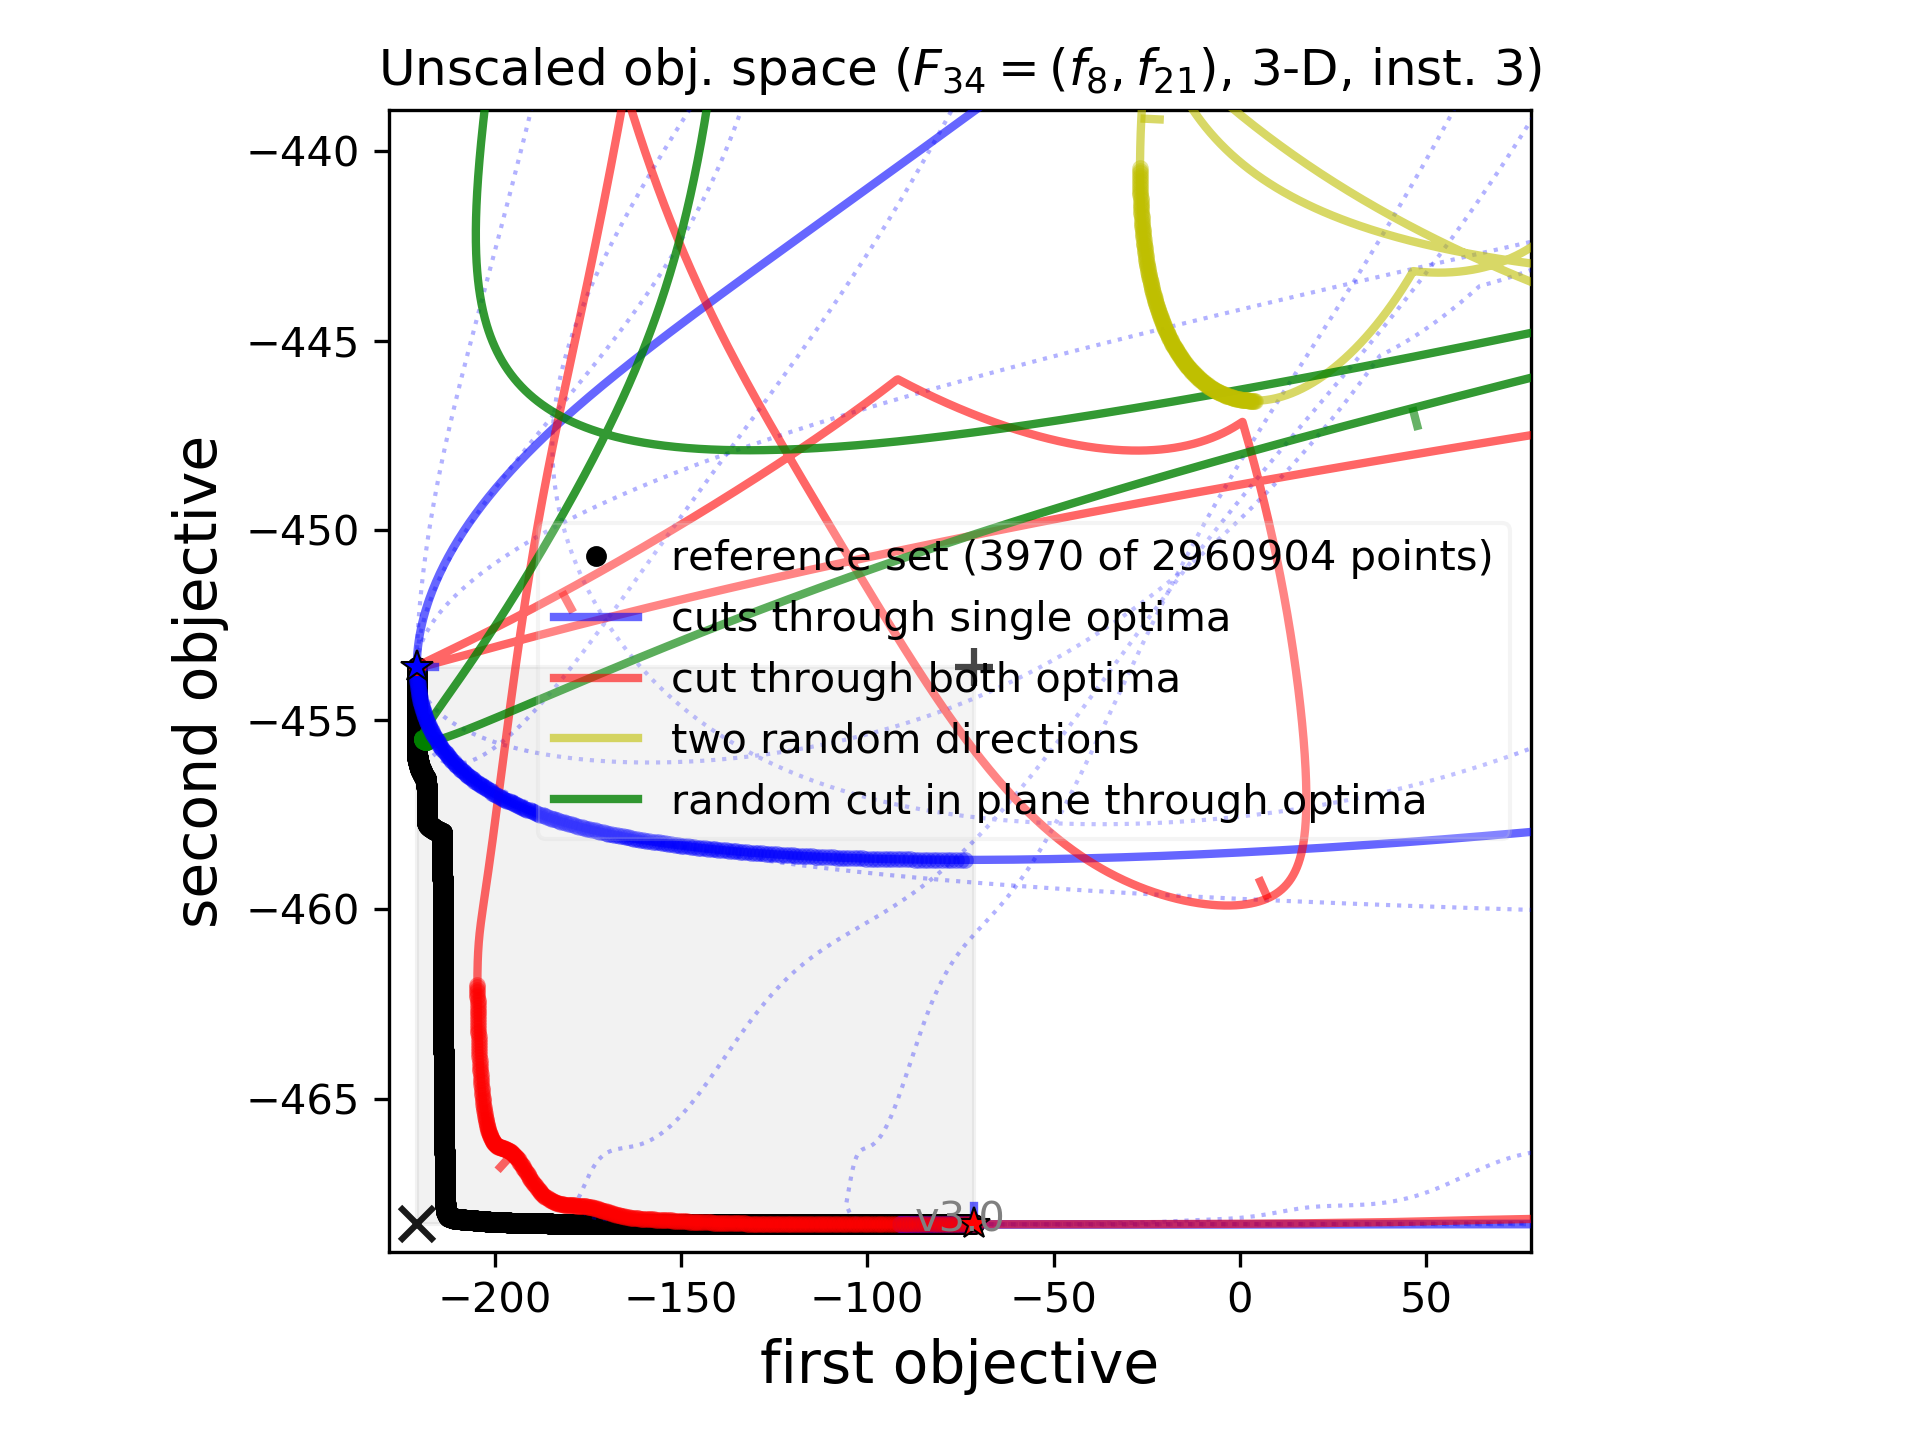 Unscaled obj. space (F34 = (f8, f21), 3-D, inst. 3)
−440
−445
−450
−455
−460
−465
second objective
reference set (3970 of 2960904 points)
cuts through single optima
cut through both optima
two random directions
random cut in plane through optima
v3.0
−200 −150 −100 −50 0 50
first objective